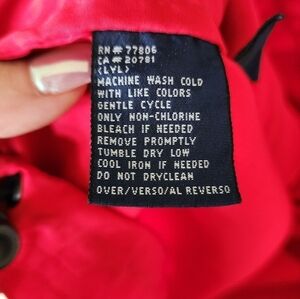 RN# 77806
CA# 20781
(LYL)
MACHINE WASH COLD
WITH LIKE COLORS
GENTLE CYCLE
ONLY NON-CHLORINE
BLEACH IF NEEDED
REMOVE PROMPTLY
TUMBLE DRY LOW
COOL IRON IF NEEDED
DO NOT DRYCLEAN
OVER/VERSO/AL REVERSO